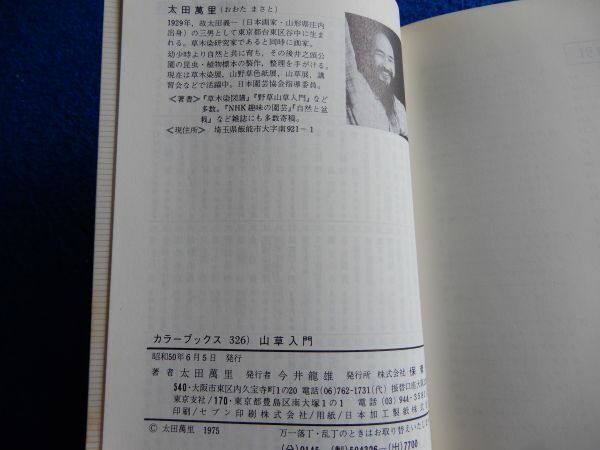 太田萬里（おおた まさと）
1929年，故太田義一（日本画家・山形県庄内
出身）の三男として東京都台東区谷中に生ま
れる。草木染研究家であると同時に画家。
幼少時より自然と共に育ち，その後井之頭公
園の昆虫・植物標本の製作，整理を手がける。
現在は草木染展，山野草色紙展，山草展，講
習会などで活躍中。日本園芸協会指導委員。
＜著書＞『草木染図譜』『野草山草入門』など
多数。『NHK趣味の園芸』『自然と盆
栽』など雑誌にも多数寄稿。
＜現住所＞ 埼玉県飯能市大字南921－1
カラーブックス 326） 山草入門
昭和50年6月5日 発行
著者 太田萬里 発行者 今井龍雄 発行所 株式会社 保
540・大阪市東区内久宝寺町1の20 電話 06(762)1731(代) 振替口座大
東京支社/170・東京都豊島区南大塚1の1 電話 03(944)
印刷/セブン印刷株式会社/用紙/日本加工製紙株式
© 太田萬里 1975 万一落丁・乱丁のときはお取り替えいたしま
(分)0145 (製)504326 (出)7700